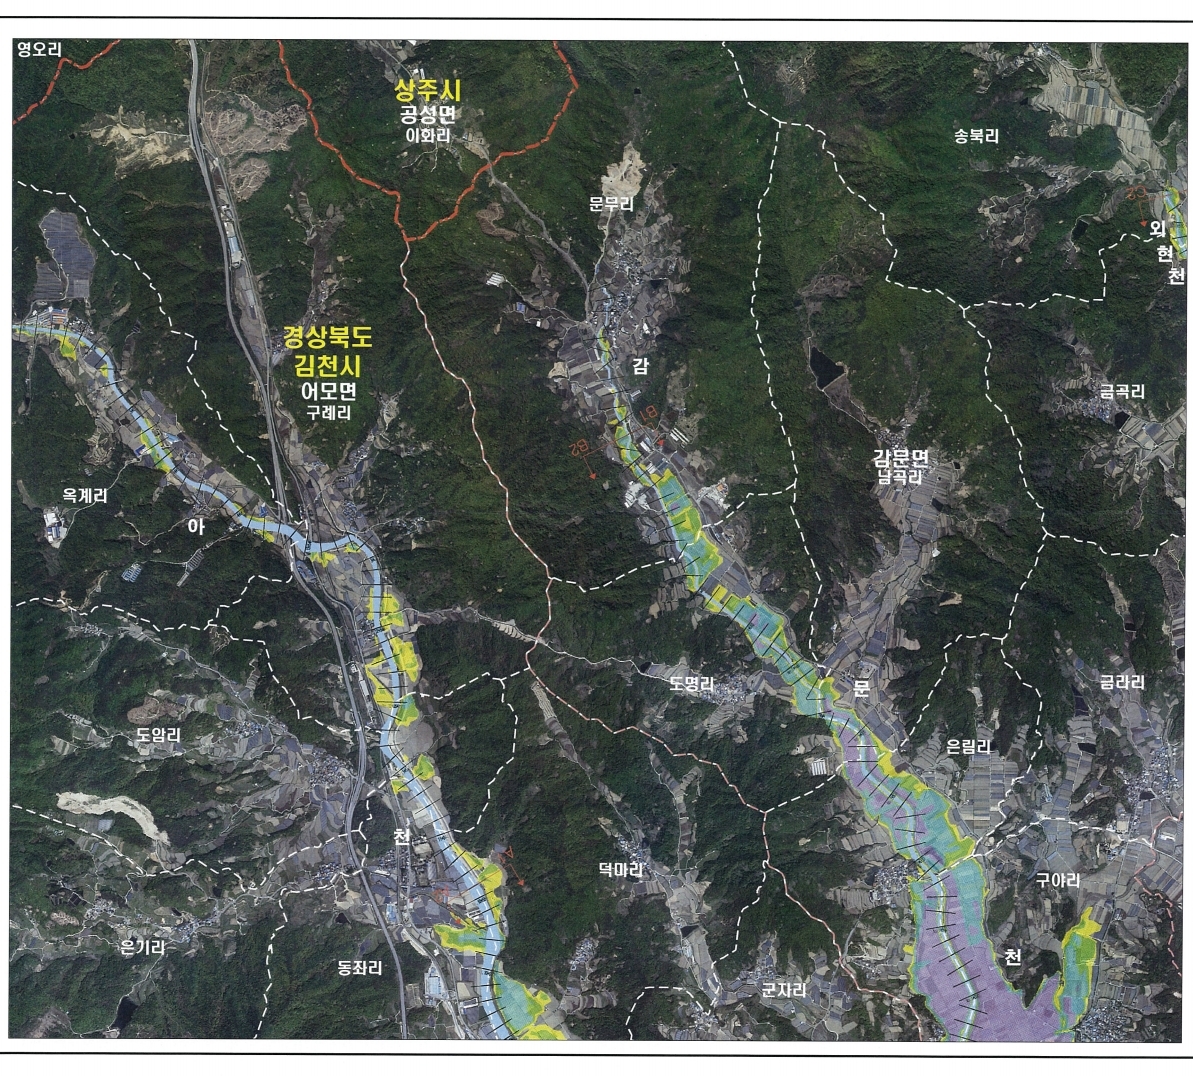 영오리
상주시
공성면
이화리
송북리
문무리
외
현
천
경상북도
김천시
어모면
구례리
감
금곡리
B1
B2
감문면
남곡리
옥계리
아
도명리
문
금라리
도암리
은림리
천
덕마리
구야리
은기리
동좌리
천
군자리